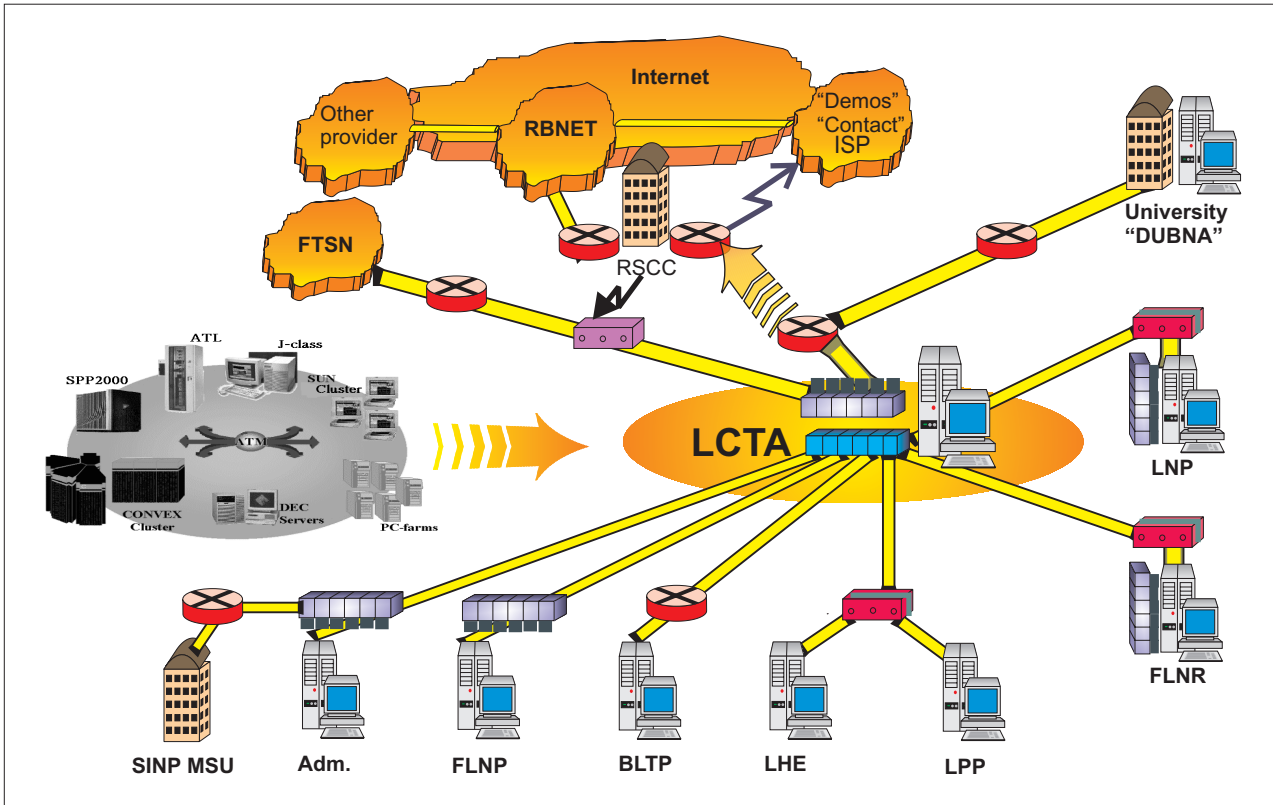 Internet
Other
provider
RBNET
“Demos”
“Contact”
ISP
FTSN
RSCC
University
“DUBNA”
ATL
J-class
SPP2000
SUN
Cluster
ATM
CONVEX
Cluster
DEC
Servers
PC-farms
LCTA
LNP
FLNR
SINP MSU
Adm.
FLNP
BLTP
LHE
LPP